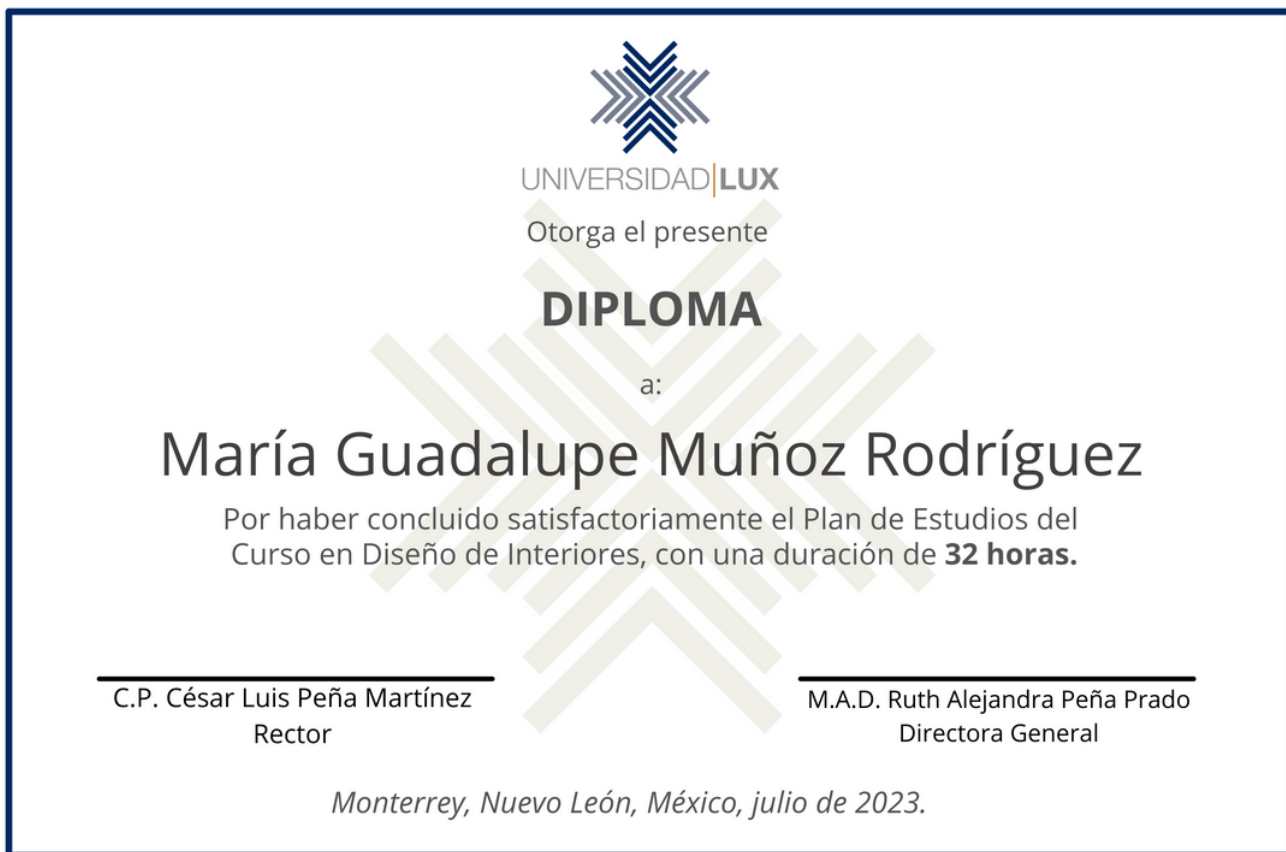 UNIVERSIDAD|LUX
Otorga el presente
DIPLOMA
a:
María Guadalupe Muñoz Rodríguez
Por haber concluido satisfactoriamente el Plan de Estudios del
Curso en Diseño de Interiores, con una duración de 32 horas.
C.P. César Luis Peña Martínez
Rector
M.A.D. Ruth Alejandra Peña Prado
Directora General
Monterrey, Nuevo León, México, julio de 2023.